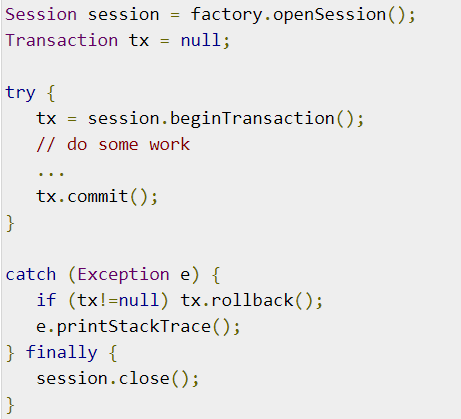 Session session = factory.openSession();
Transaction tx = null;

try {
   tx = session.beginTransaction();
   // do some work
   ...
   tx.commit();
}

catch (Exception e) {
   if (tx!=null) tx.rollback();
   e.printStackTrace();
} finally {
   session.close();
}